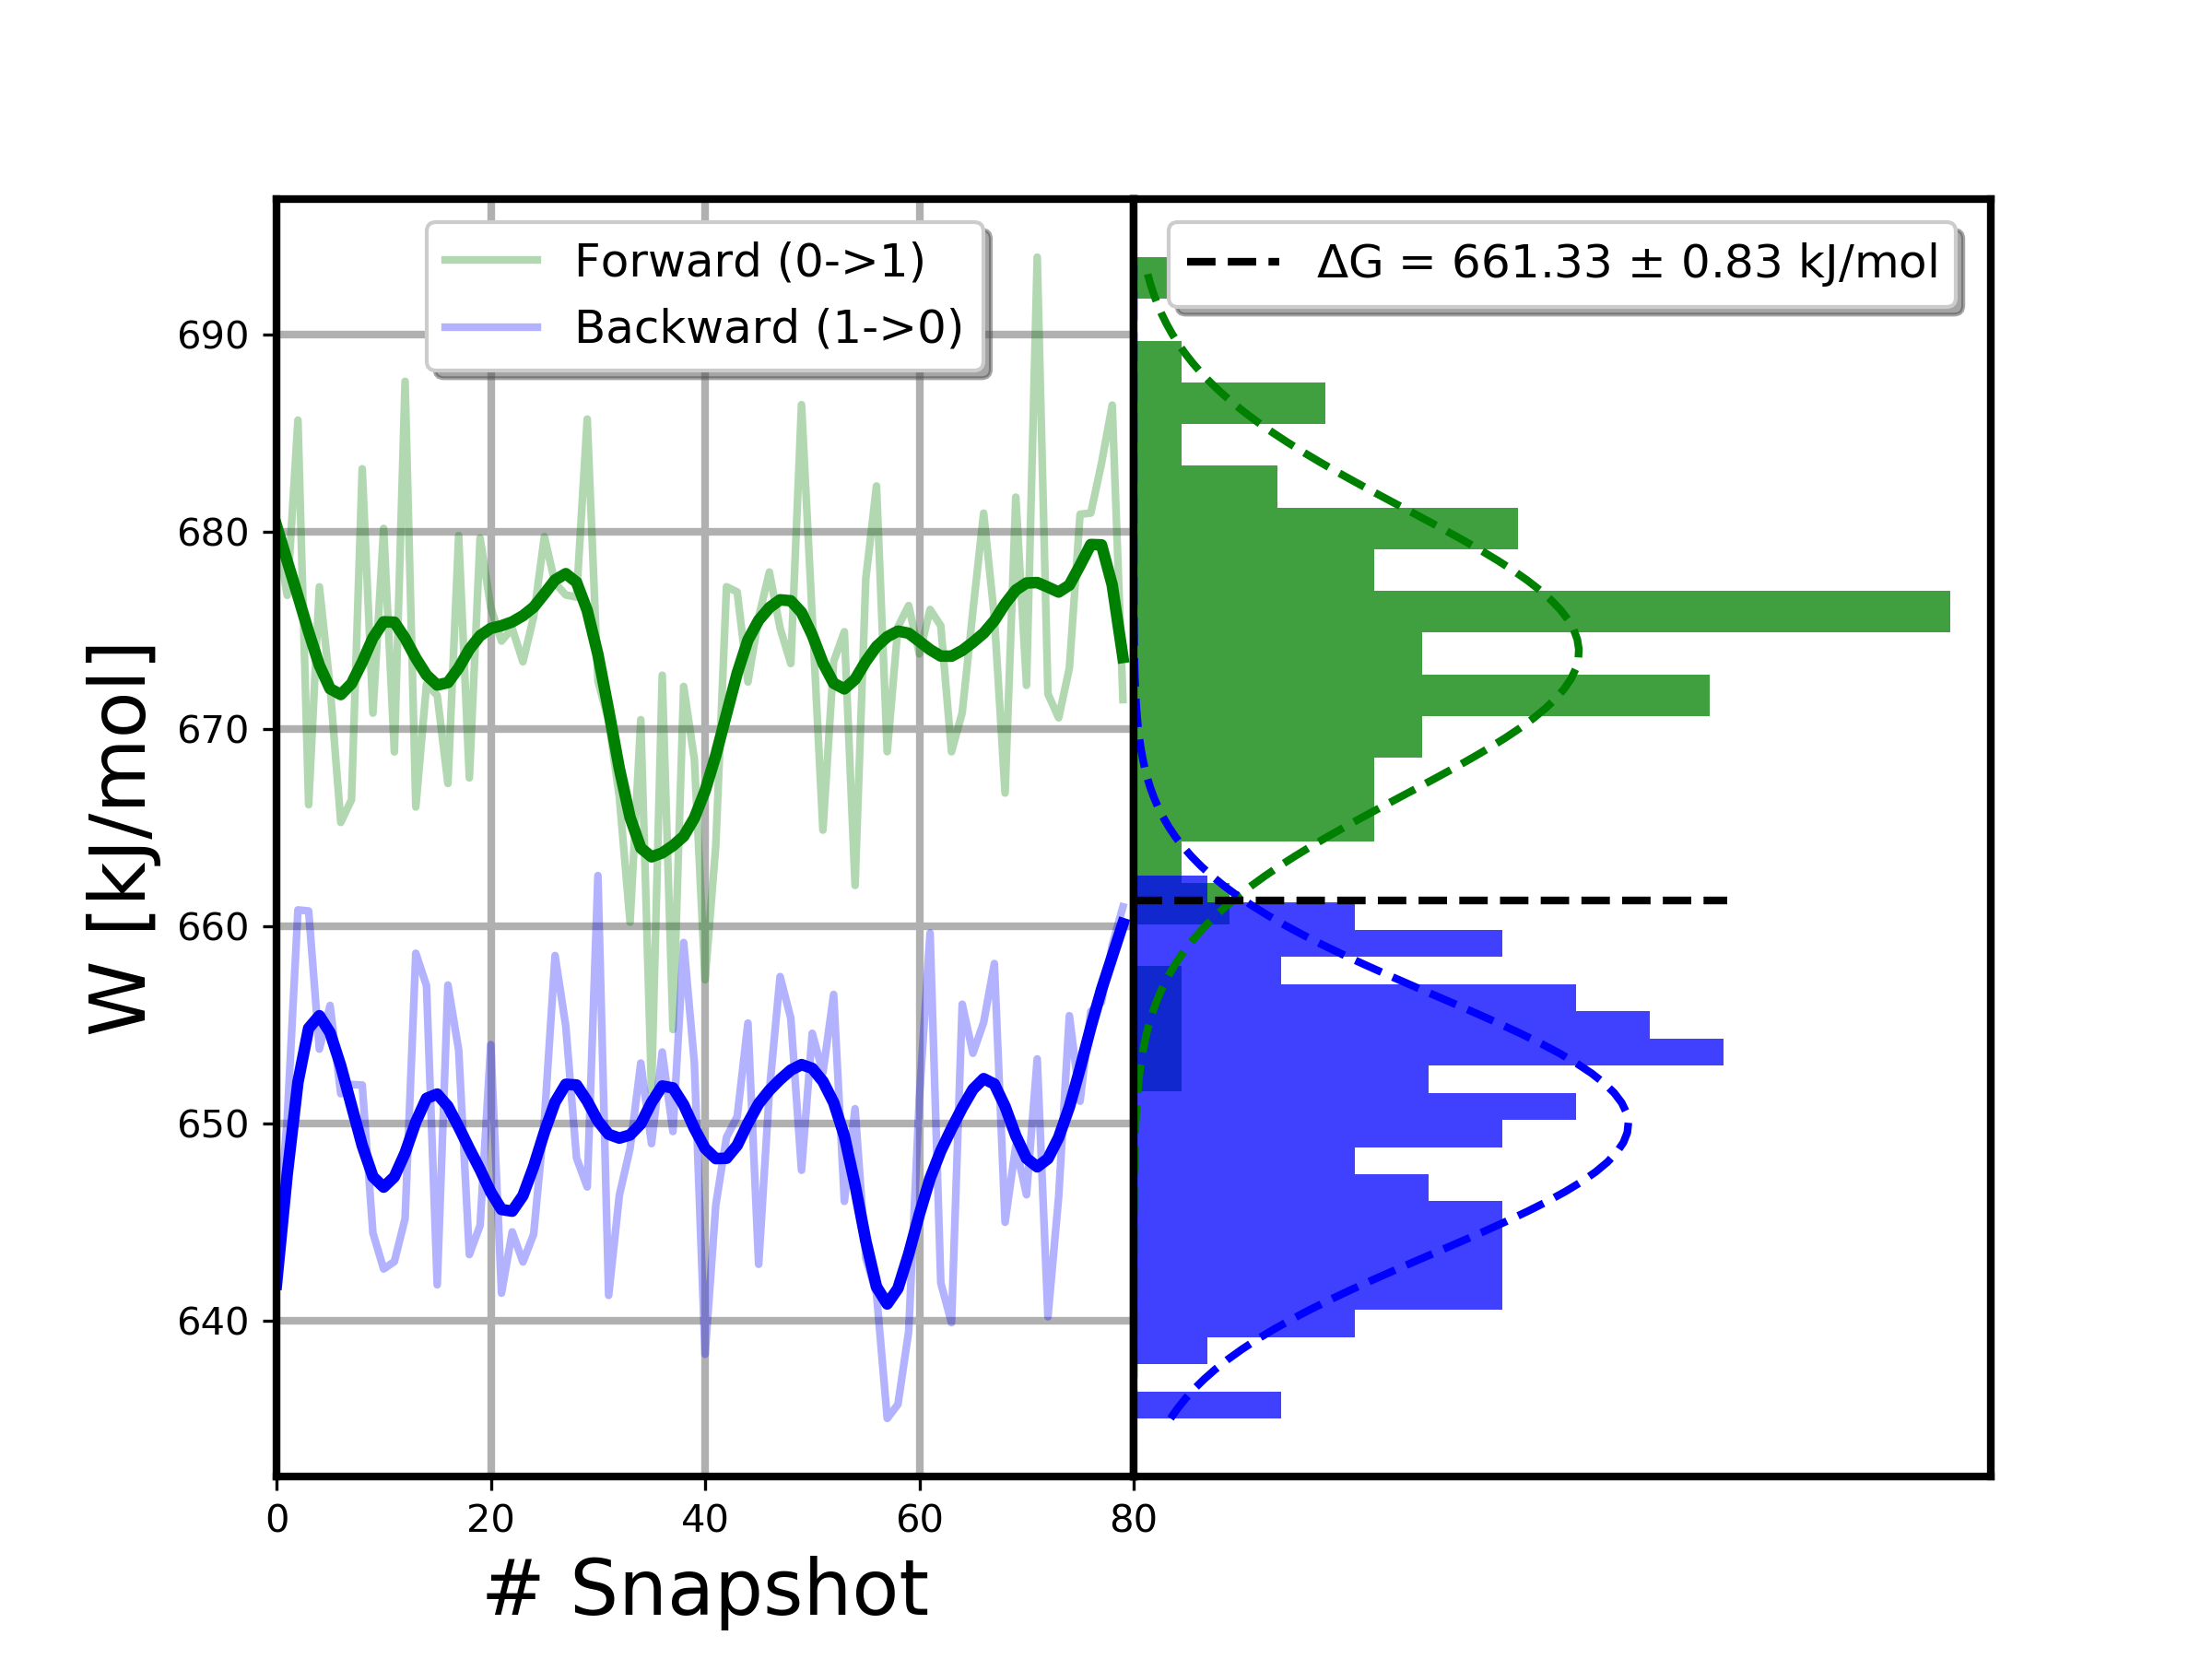 Forward (0->1)
Backward (1->0)
ΔG = 661.33 ± 0.83 kJ/mol
W [kJ/mol]
690
680
670
660
650
640
0 20 40 60 80
# Snapshot